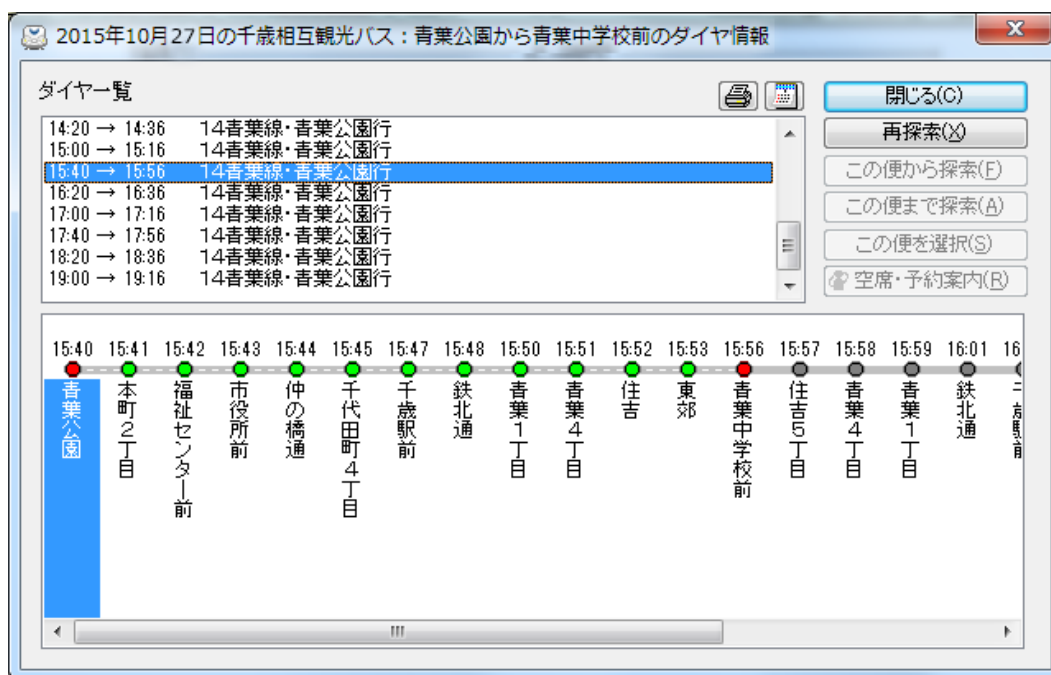 2015年10月27日の千歳相互観光バス：青葉公園から青葉中学校前のダイヤ情報
ダイヤ一覧
閉じる(C)
再探索(X)
この便から探索(F)
この便まで探索(A)
この便を選択(S)
空席・予約案内(R)
14:20 → 14:36 14青葉線・青葉公園行
15:00 → 15:16 14青葉線・青葉公園行
15:40 → 15:56 14青葉線・青葉公園行
16:20 → 16:36 14青葉線・青葉公園行
17:00 → 17:16 14青葉線・青葉公園行
17:40 → 17:56 14青葉線・青葉公園行
18:20 → 18:36 14青葉線・青葉公園行
19:00 → 19:16 14青葉線・青葉公園行
15:40 15:41 15:42 15:43 15:44 15:45 15:47 15:48 15:50 15:51 15:52 15:53 15:56 15:57 15:58 15:59 16:01 16
青葉公園
本町２丁目
福祉センター前
市役所前
仲の橋通
千代田町４丁目
千歳駅前
鉄北通
青葉１丁目
青葉４丁目
住吉
東郊
青葉中学校前
住吉５丁目
青葉４丁目
青葉１丁目
鉄北通